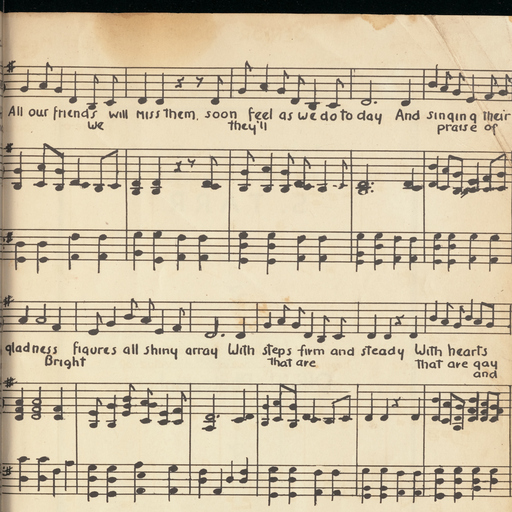 All our friends will miss them, soon feel as we do to day And singing their
we they'll praise of
gladness figures all shiny array With steps firm and steady With hearts
Bright that are that are gay
and